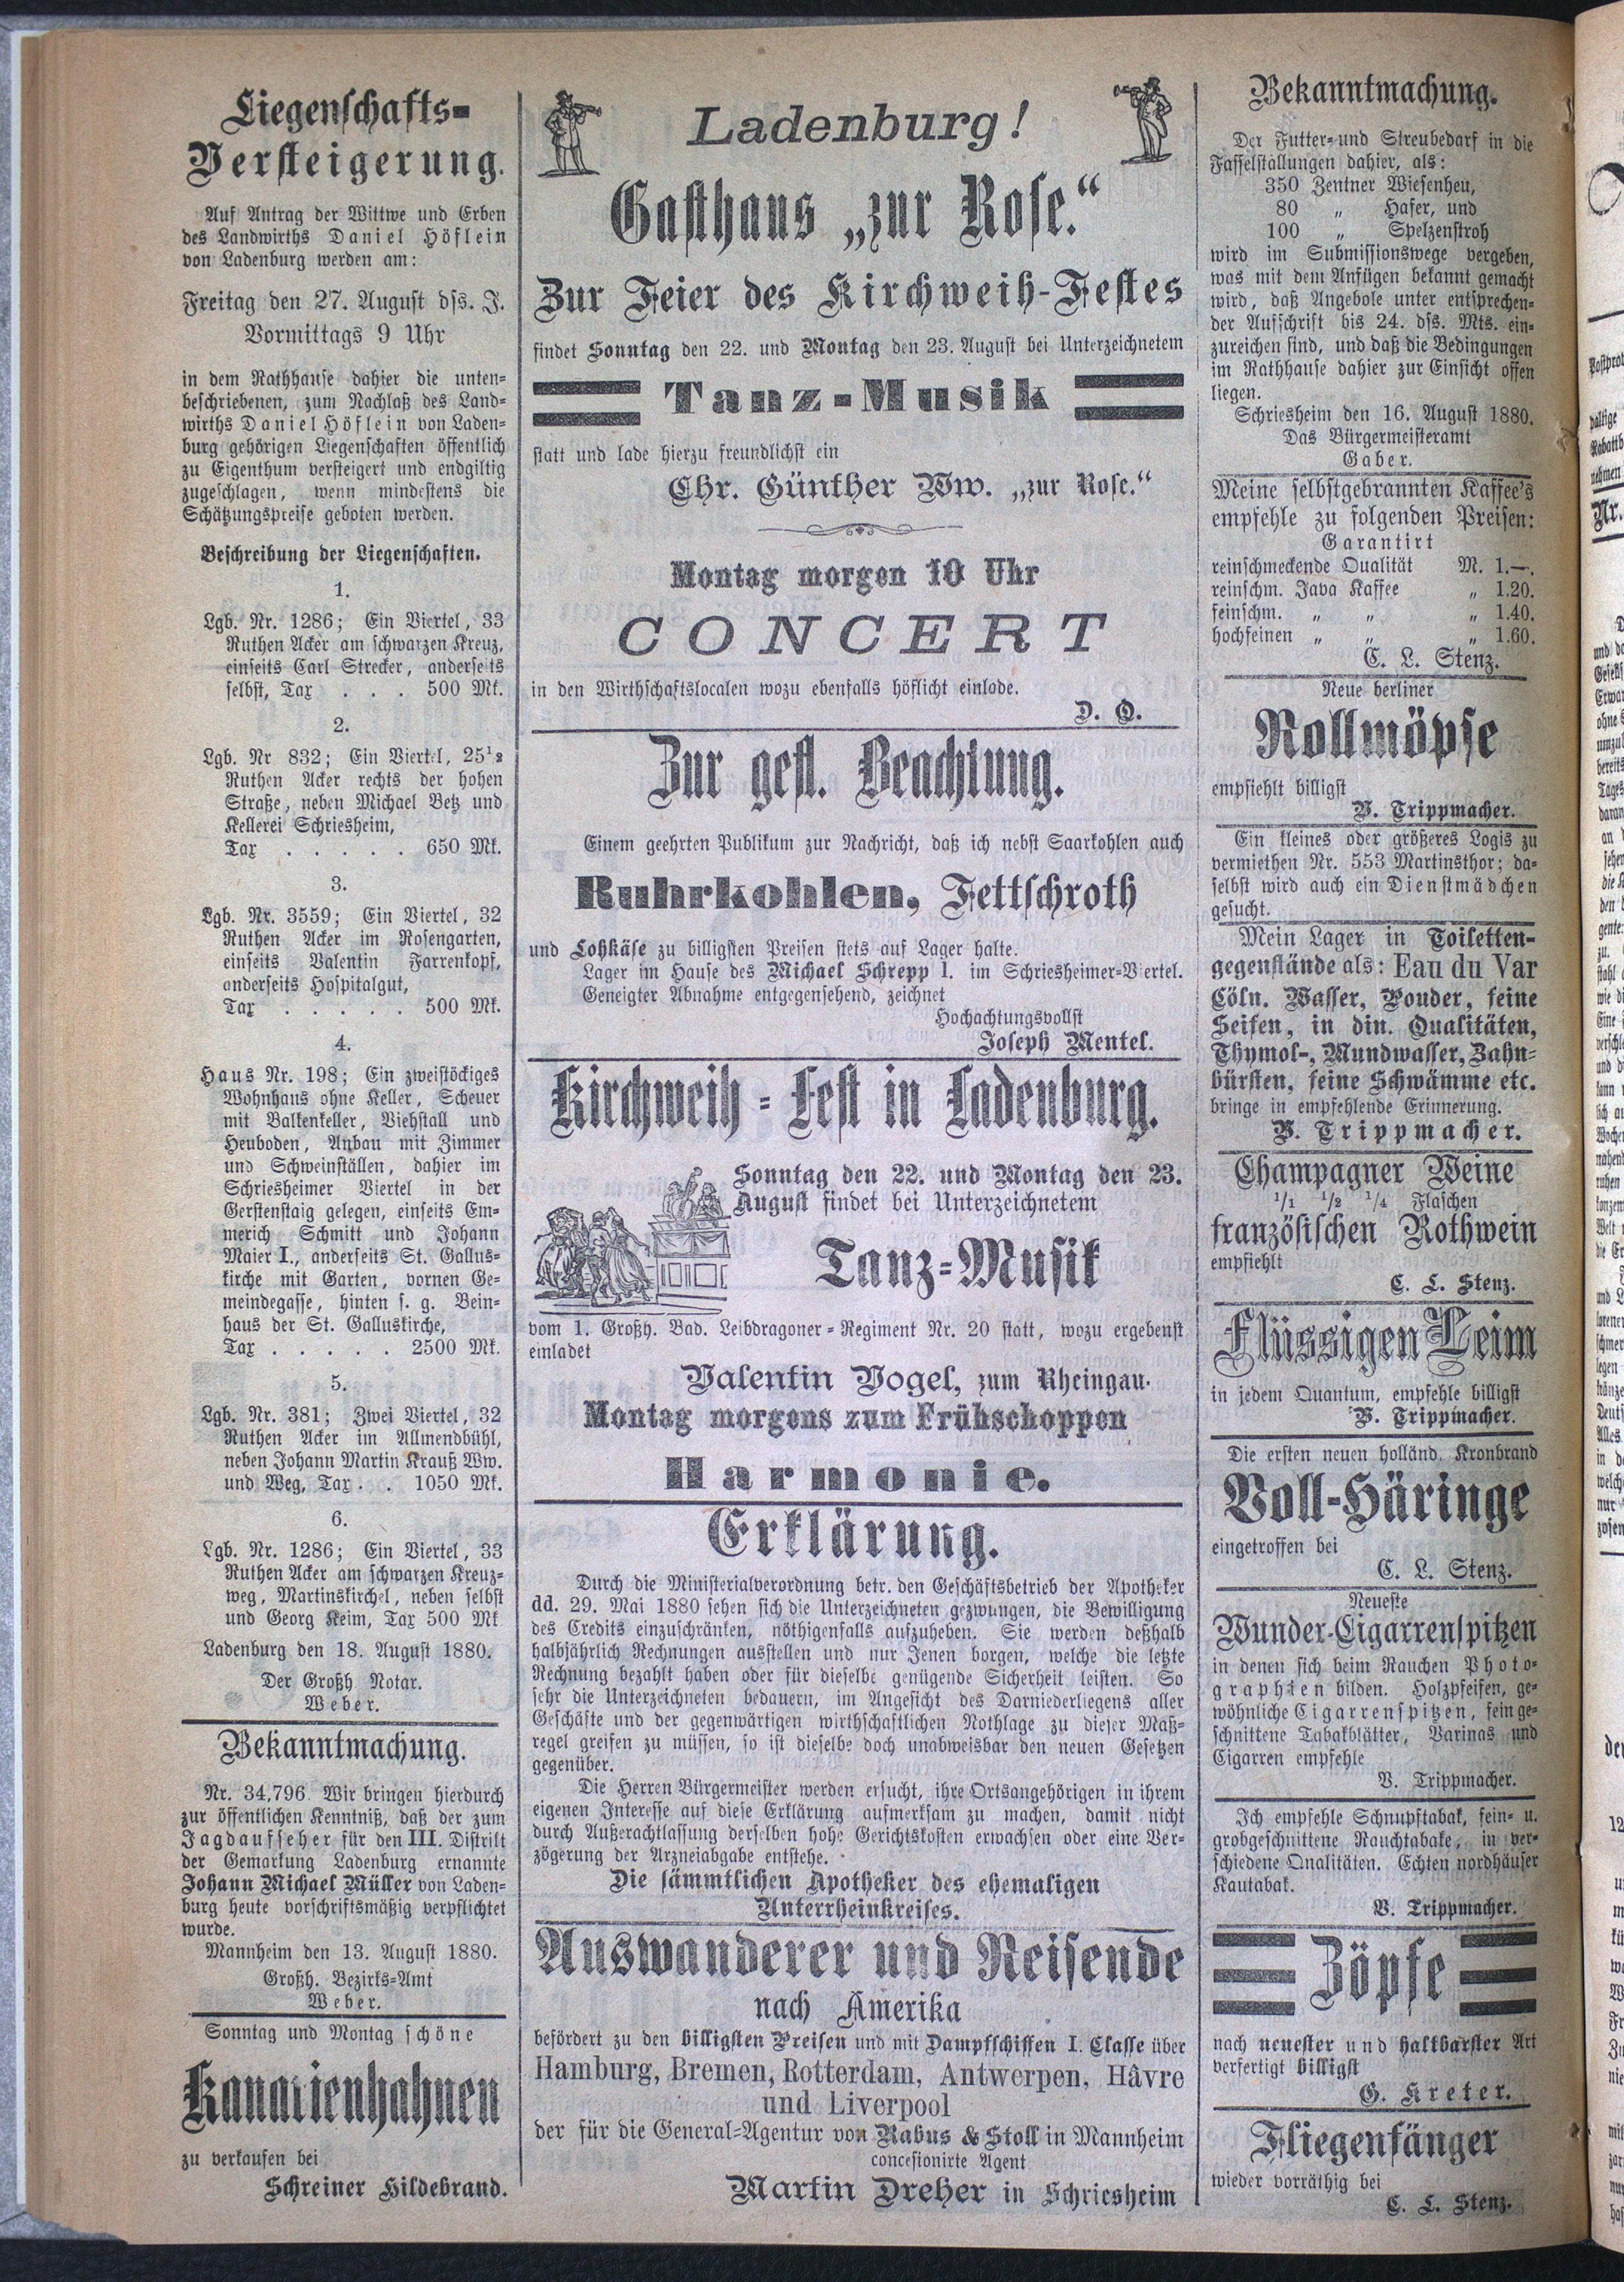 Liegenschafts-
Versteigerung.
Auf Antrag der Wittwe und Erben
des Landwirths Daniel Höflein
von Ladenburg werden am:
Freitag den 27. August dss. J.
Vormittags 9 Uhr
in dem Rathhause dahier die unten-
beschriebenen, zum Nachlaß des Land-
wirths Daniel Höflein von Laden-
burg gehörigen Liegenschaften öffentlich
zu Eigenthum versteigert und endgiltig
zugeschlagen, wenn mindestens die
Schätzungspreise geboten werden.
Beschreibung der Liegenschaften.
1.
Lgb. Nr. 1286; Ein Viertel, 33
Ruthen Acker am schwarzen Kreuz,
einseits Carl Strecker, anderseits
selbst, Tax . . . 500 Mk.
2.
Lgb. Nr 832; Ein Viertel, 25½
Ruthen Acker rechts der hohen
Straße, neben Michael Betz und
Kellerei Schriesheim,
Tax . . . . . 650 Mk.
3.
Lgb. Nr. 3559; Ein Viertel, 32
Ruthen Acker im Rosengarten,
einseits Valentin Farrenkopf,
anderseits Hospitalgut,
Tax . . . . . 500 Mk.
4.
Haus Nr. 198; Ein zweistöckiges
Wohnhaus ohne Keller, Scheuer
mit Balkenkeller, Viehstall und
Heuboden, Anbau mit Zimmer
und Schweinställen, dahier im
Schriesheimer Viertel in der
Gerstenstaig gelegen, einseits Em-
merich Schmitt und Johann
Maier I., anderseits St. Gallus-
kirche mit Garten, vornen Ge-
meindegasse, hinten s. g. Bein-
haus der St. Galluskirche,
Tax . . . . . 2500 Mk.
5.
Lgb. Nr. 381; Zwei Viertel, 32
Ruthen Acker im Allmendbühl,
neben Johann Martin Krauß Ww.
und Weg, Tax . . 1050 Mk.
6.
Lgb. Nr. 1286; Ein Viertel, 33
Ruthen Acker am schwarzen Kreuz-
weg, Martinskirchel, neben selbst
und Georg Keim, Tax 500 Mk
Ladenburg den 18. August 1880.
Der Großh Notar.
Weber.
Bekanntmachung.
Nr. 34,796. Wir bringen hierdurch
zur öffentlichen Kenntniß, daß der zum
Jagdaufseher für den III. Distrikt
der Gemarkung Ladenburg ernannte
Johann Michael Müller von Laden-
burg heute vorschriftsmäßig verpflichtet
wurde.
Mannheim den 13. August 1880.
Großh. Bezirks-Amt
Weber.
Sonntag und Montag schöne
Kanarienhahnen
zu verkaufen bei
Schreiner Hildebrand.
Ladenburg!
Gasthaus „zur Rose.“
Zur Feier des Kirchweih-Festes
findet Sonntag den 22. und Montag den 23. August bei Unterzeichnetem
Tanz-Musik
statt und lade hierzu freundlichst ein
Chr. Günther Ww. „zur Rose.“
Montag morgen 10 Uhr
CONCERT
in den Wirthschaftslocalen wozu ebenfalls höflicht einlade.
D. O.
Zur gefl. Beachtung.
Einem geehrten Publikum zur Nachricht, daß ich nebst Saarkohlen auch
Ruhrkohlen, Fettschroth
und Lohkäse zu billigsten Preisen stets auf Lager halte.
Lager im Hause des Michael Schrepp I. im Schriesheimer-Viertel.
Geneigter Abnahme entgegensehend, zeichnet
Hochachtungsvollst
Joseph Mentel.
Kirchweih-Fest in Ladenburg.
Sonntag den 22. und Montag den 23.
August findet bei Unterzeichnetem
Tanz-Musik
vom 1. Großh. Bad. Leibdragoner-Regiment Nr. 20 statt, wozu ergebenst
einladet
Valentin Vogel, zum Rheingau.
Montag morgens zum Frühschoppen
Harmonie.
Erklärung.
Durch die Ministerialverordnung betr. den Geschäftsbetrieb der Apotheker
dd. 29. Mai 1880 sehen sich die Unterzeichneten gezwungen, die Bewilligung
des Credits einzuschränken, nöthigenfalls aufzuheben. Sie werden deßhalb
halbjährlich Rechnungen ausstellen und nur Jenen borgen, welche die letzte
Rechnung bezahlt haben oder für dieselbe genügende Sicherheit leisten. So
sehr die Unterzeichneten bedauern, im Angesicht des Darniederliegens aller
Geschäfte und der gegenwärtigen wirthschaftlichen Nothlage zu dieser Maß-
regel greifen zu müssen, so ist dieselbe doch unabweisbar den neuen Gesetzen
gegenüber.
Die Herren Bürgermeister werden ersucht, ihre Ortsangehörigen in ihrem
eigenen Interesse auf diese Erklärung aufmerksam zu machen, damit nicht
durch Außerachtlassung derselben hohe Gerichtskosten erwachsen oder eine Ver-
zögerung der Arzneiabgabe entstehe.
Die sämmtlichen Apotheker des ehemaligen
Unterrheinkreises.
Auswanderer und Reisende
nach Amerika
befördert zu den billigsten Preisen und mit Dampfschiffen I. Classe über
Hamburg, Bremen, Rotterdam, Antwerpen, Hâvre
und Liverpool
der für die General-Agentur von Rabus & Stoll in Mannheim
concesionirte Agent
Martin Dreher in Schriesheim
Bekanntmachung.
Der Futter- und Streubedarf in die
Fasselstallungen dahier, als:
350 Zentner Wiesenheu,
80 „ Hafer, und
100 „ Spelzenstroh
wird im Submissionswege vergeben,
was mit dem Anfügen bekannt gemacht
wird, daß Angebole unter entsprechen-
der Aufschrift bis 24. dss. Mts. ein-
zureichen sind, und daß die Bedingungen
im Rathhause dahier zur Einsicht offen
liegen.
Schriesheim den 16. August 1880.
Das Bürgermeisteramt
Gaber.
Meine selbstgebrannten Kaffee's
empfehle zu folgenden Preisen:
Garantirt
reinschmeckende Qualität M. 1.—.
reinschm. Java Kaffee „ 1.20.
feinschm. „ „ „ 1.40.
hochfeinen „ „ „ 1.60.
C. L. Stenz.
Neue berliner
Rollmöpse
empfiehlt billigst
V. Trippmacher.
Ein kleines oder größeres Logis zu
vermiethen Nr. 553 Martinsthor; da-
selbst wird auch ein Dienstmädchen
gesucht.
Mein Lager in Toiletten-
gegenstände als: Eau du Var
Cöln. Wasser, Pouder, feine
Seifen, in din. Qualitäten,
Thymol-, Mundwasser, Zahn-
bürsten, feine Schwämme etc.
bringe in empfehlende Erinnerung.
V. Trippmacher.
Champagner Weine
1/1 1/2 1/4 Flaschen
französischen Rothwein
empfiehlt
C. L. Stenz.
Flüssigen Leim
in jedem Quantum, empfehle billigst
V. Trippmacher.
Die ersten neuen holländ. Kronbrand
Voll-Häringe
eingetroffen bei
C. L. Stenz.
Neueste
Wunder-Cigarrenspitzen
in denen sich beim Rauchen Photo-
graphien bilden. Holzpfeifen, ge-
wöhnliche Cigarrenspitzen, fein ge-
schnittene Tabakblätter, Varinas und
Cigarren empfehle
V. Trippmacher.
Ich empfehle Schnupftabak, fein- u.
grobgeschnittene Rauchtabake, in ver-
schiedene Qnalitäten. Echten nordhäuser
Kautabak.
V. Trippmacher.
Zöpfe
nach neuester und haltbarster Art
verfertigt billigst
G. Kreter.
Fliegenfänger
wieder vorräthig bei
C. L. Stenz.